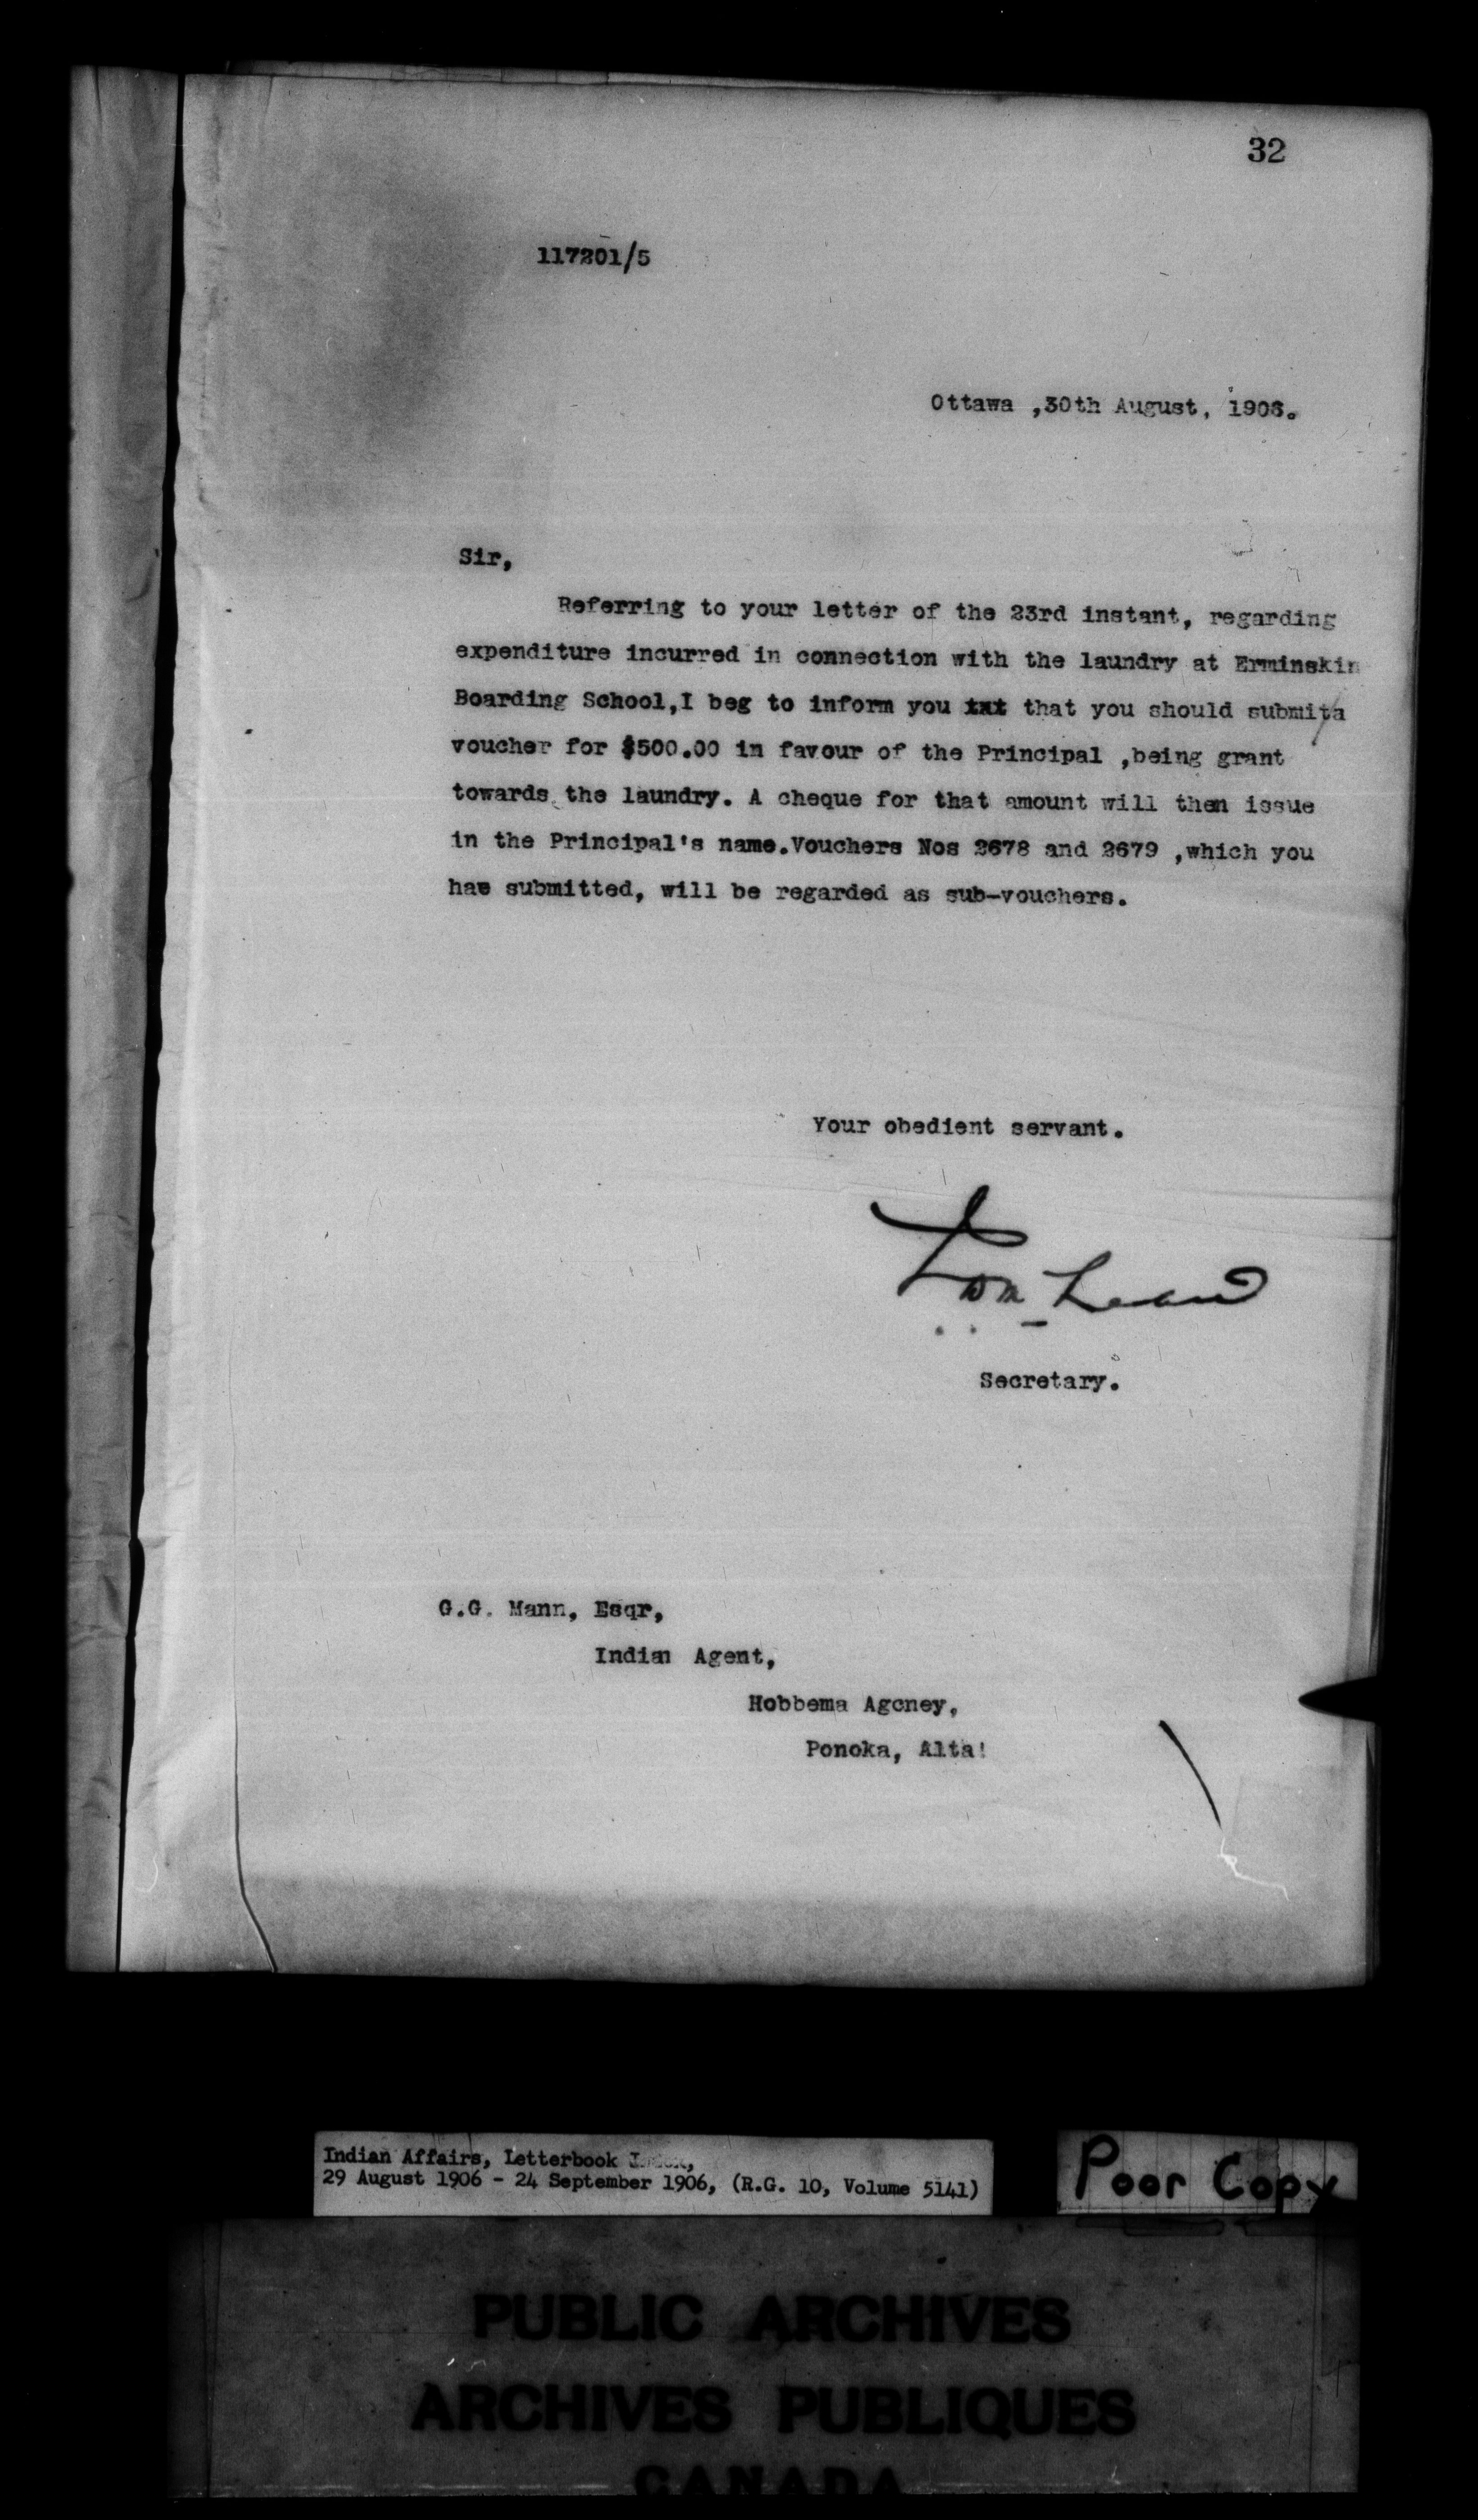 32
117201/5
Ottawa ,30th August, 1906.
Sir,
Referring to your letter of the 23rd instant, regarding
expenditure incurred in connection with the laundry at Erminskin
Boarding School,I beg to inform you txt that you should submit/a
voucher for $500.00 in favour of the Principal ,being grant
towards the laundry. A cheque for that amount will then issue
in the Principal's name.Vouchers Nos 2678 and 2679 ,which you
have submitted, will be regarded as sub-vouchers.
Your obedient servant.
Secretary.
G.G. Mann, Esqr,
Indian Agent,
Hobbema Agcney,
Ponoka, Alta!
Indian Affairs, Letterbook
29 August 1906 - 24 September 1906, (R.G. 10, Volume 5141)
Poor Copy
PUBLIC ARCHIVES
ARCHIVES PUBLIQUES
CANADA